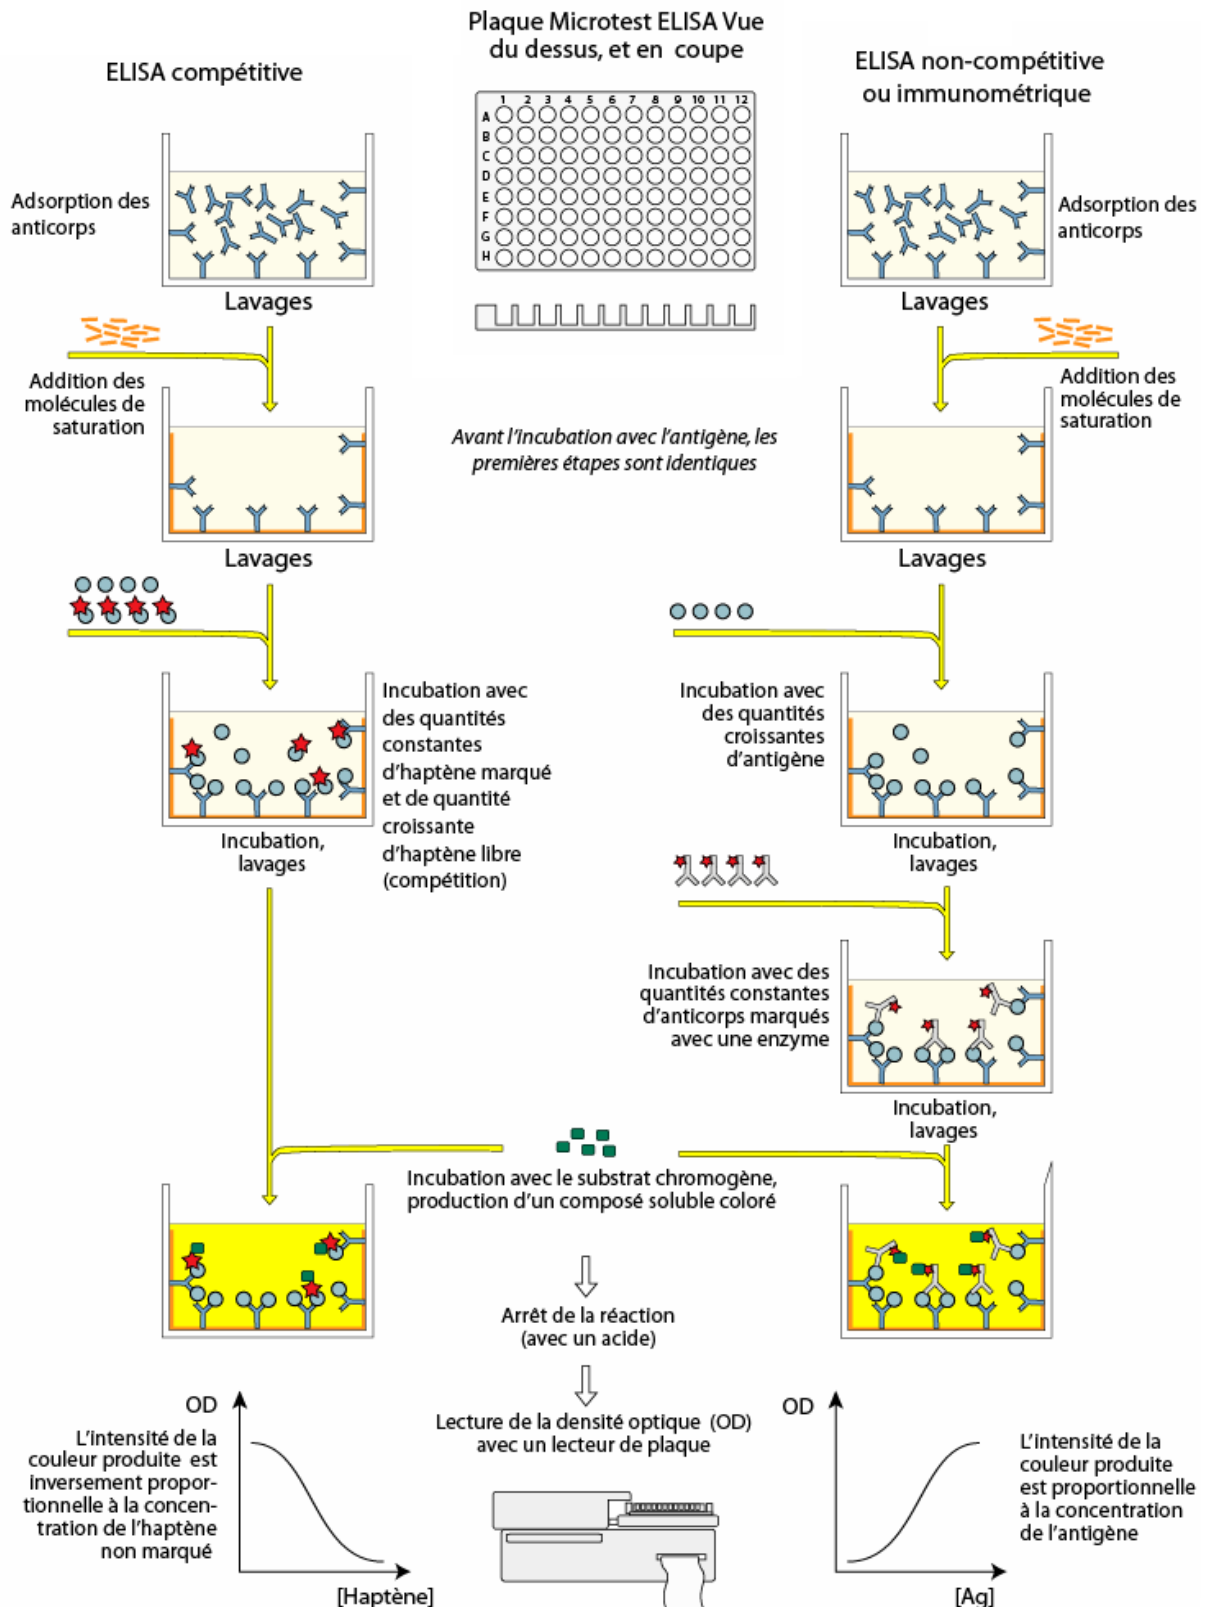 Plaque Microtest ELISA Vue
du dessus, et en coupe
ELISA compétitive
ELISA non-compétitive
ou immunométrique
1 2 3 4 5 6 7 8 9 10 11 12
A
B
C
D
E
F
G
H
Adsorption des
anticorps
Adsorption des
anticorps
Lavages
Lavages
Addition des
molécules de
saturation
Addition des
molécules de
saturation
Avant l'incubation avec l'antigène, les
premières étapes sont identiques
Lavages
Lavages
Incubation avec
des quantités
constantes
d'haptène marqué
et de quantité
croissante
d'haptène libre
(compétition)
Incubation avec
des quantités
croissantes
d'antigène
Incubation,
lavages
Incubation,
lavages
Incubation avec des
quantités constantes
d'anticorps marqués
avec une enzyme
Incubation,
lavages
Incubation avec le substrat chromogène,
production d'un composé soluble coloré
Arrêt de la réaction
(avec un acide)
Lecture de la densité optique (OD)
avec un lecteur de plaque
OD
L'intensité de la
couleur produite est
inversement propor-
tionnelle à la concen-
tration de l'haptène
non marqué
[Haptène]
OD
L'intensité de la
couleur produite
est proportionnelle
à la concentration
de l'antigène
[Ag]